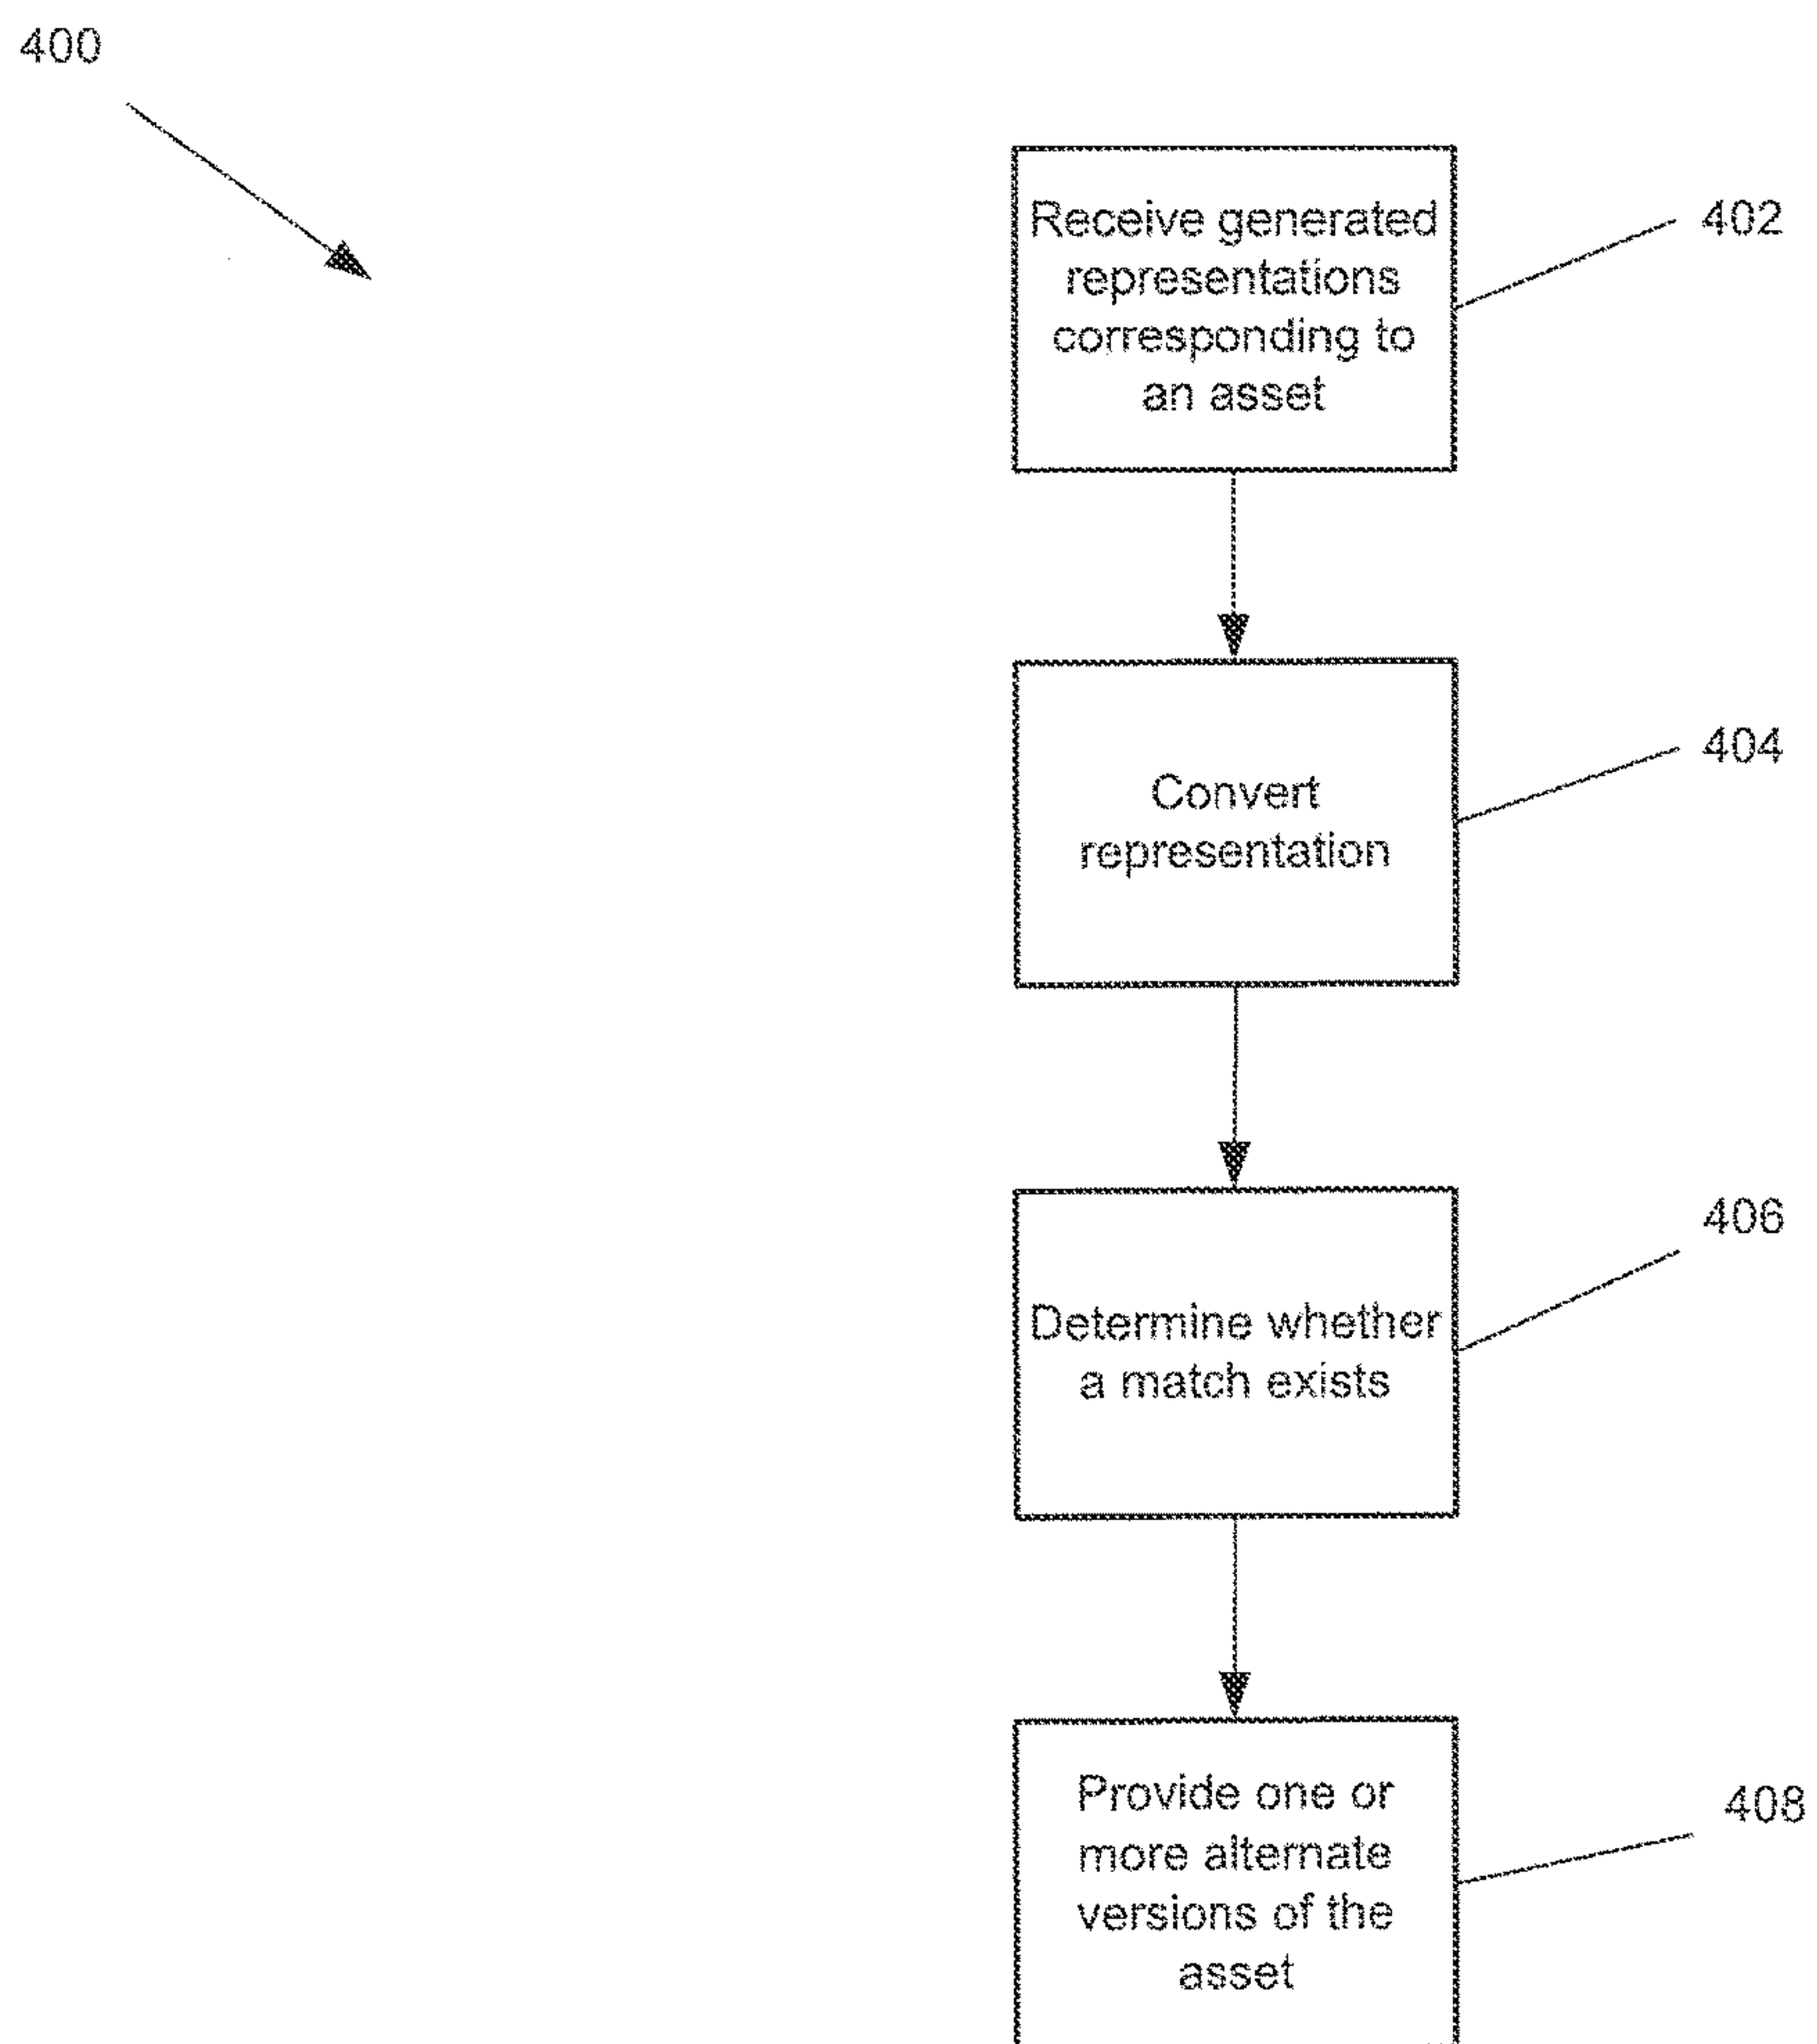 400
Receive generated
representations
corresponding to
an asset
402
Convert
representation
404
Determine whether
a match exists
406
Provide one or
more alternate
versions of the
asset
408